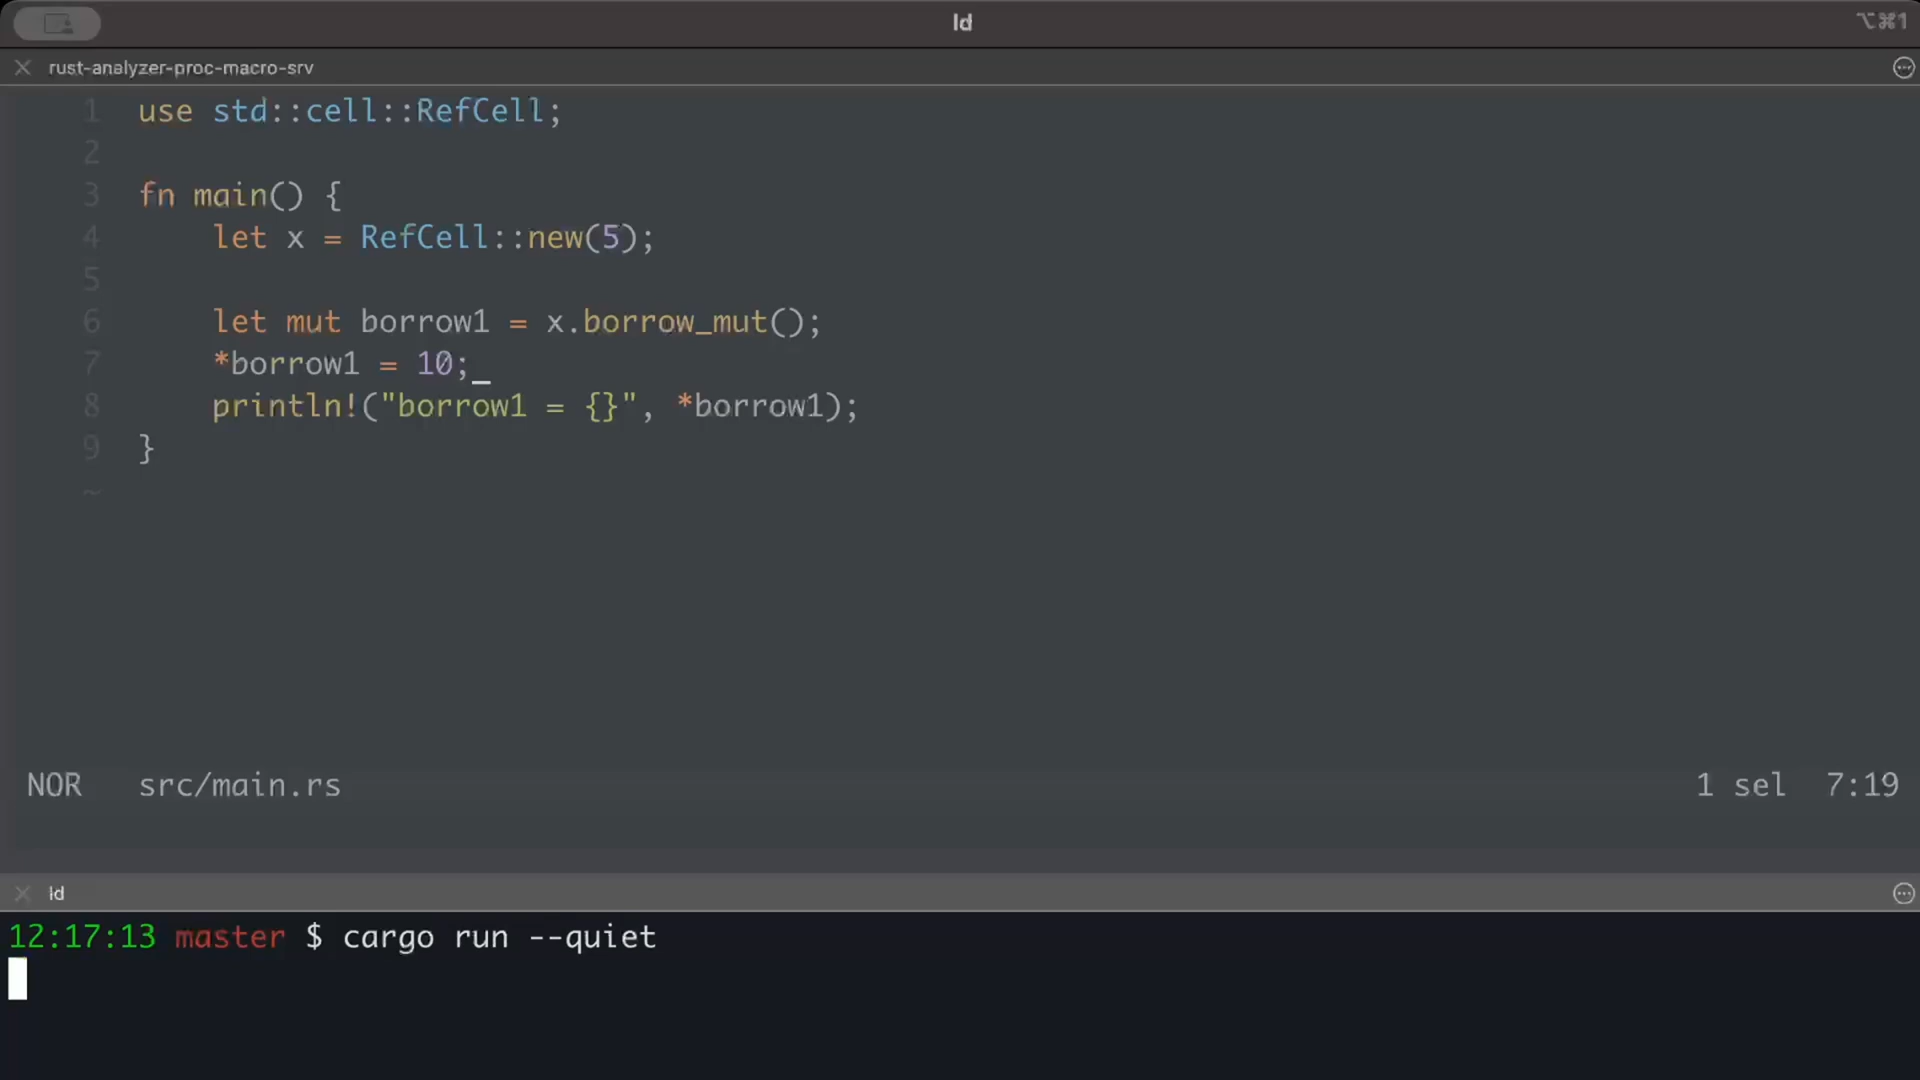 ld
⌥⌘1
rust-analyzer-proc-macro-srv
1 use std::cell::RefCell;
2
3 fn main() {
4     let x = RefCell::new(5);
5
6     let mut borrow1 = x.borrow_mut();
7     *borrow1 = 10;
8     println!("borrow1 = {}", *borrow1);
9 }
~
NOR src/main.rs 1 sel 7:19
ld
12:17:13 master $ cargo run --quiet